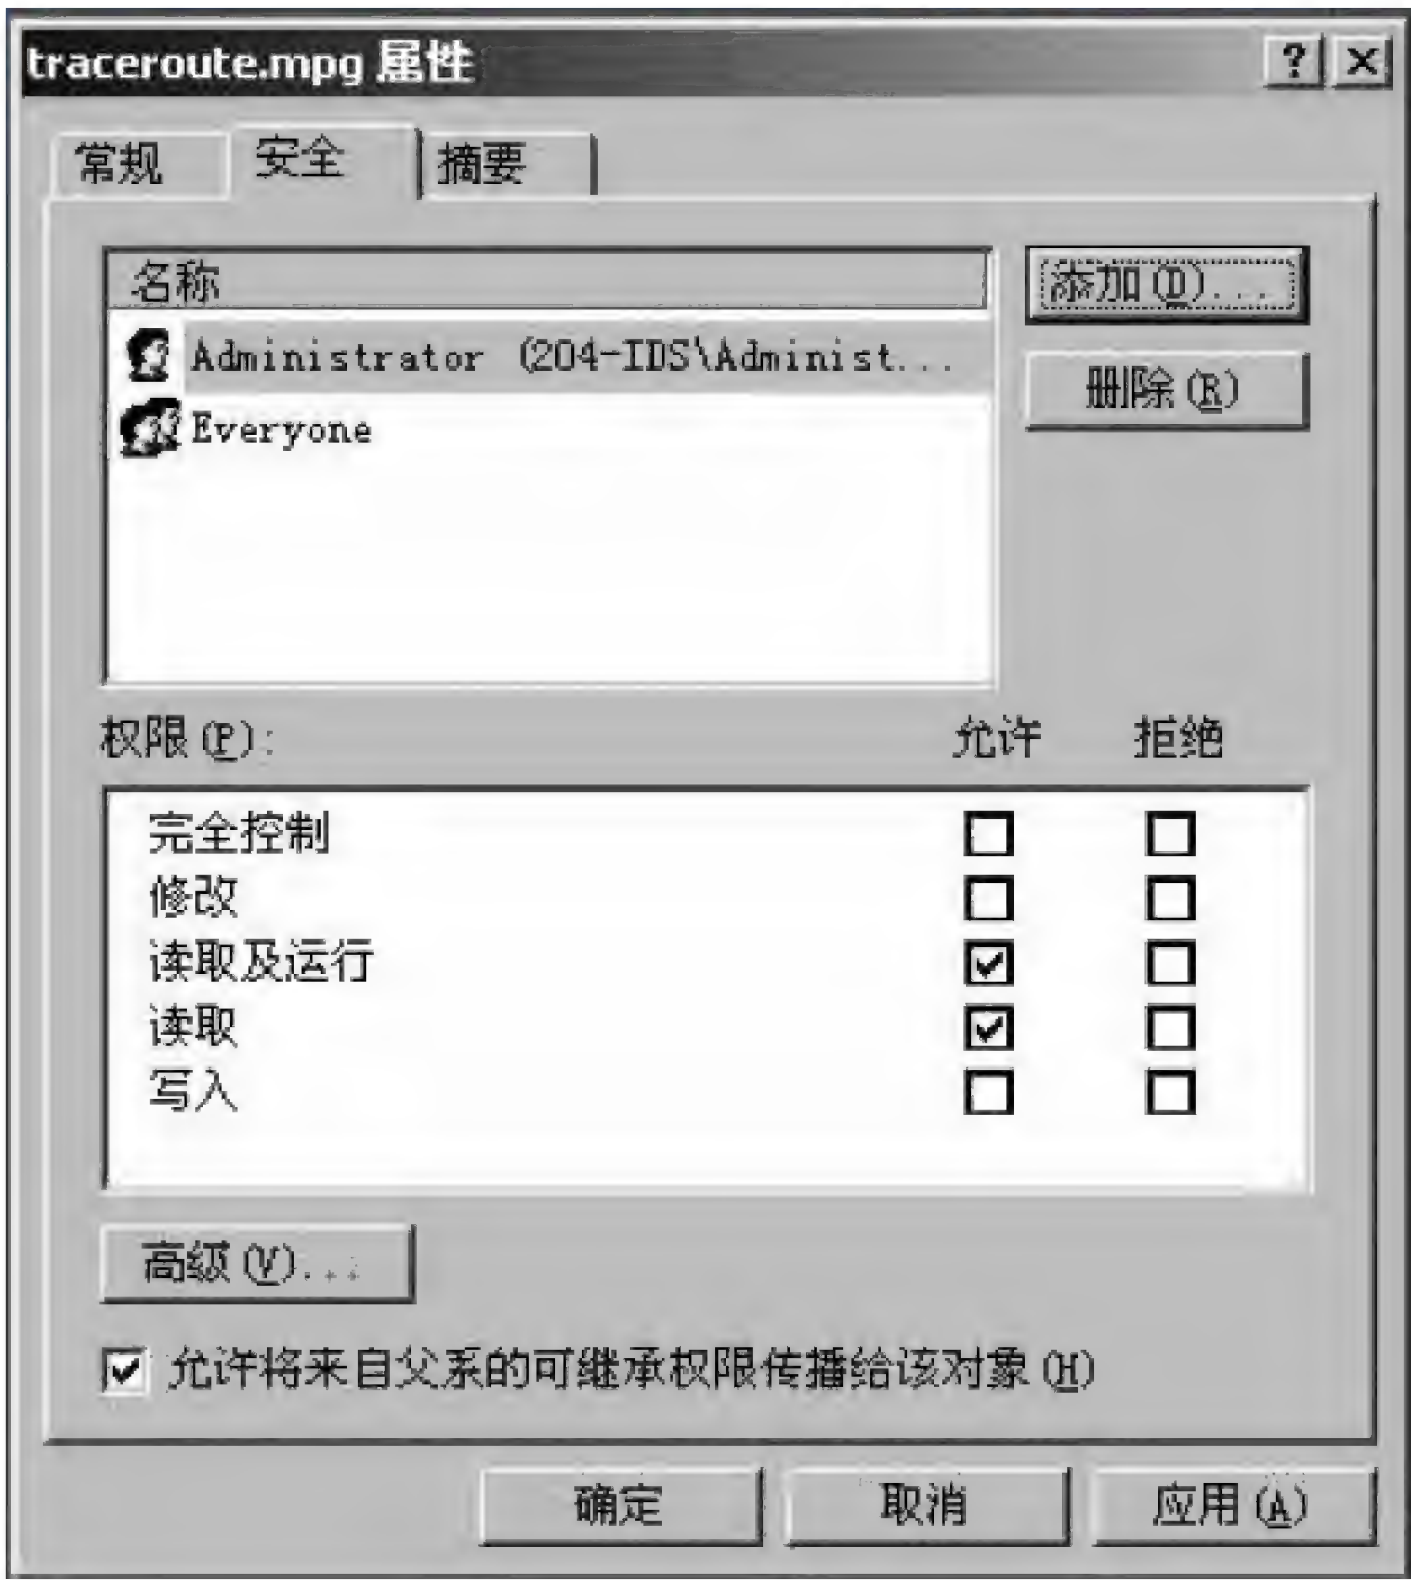 traceroute.mpg 属性
常规 安全 摘要
名称
添加(D)...
Administrator (204-IDS\Administ...
删除(R)
Everyone
权限(P): 允许 拒绝
完全控制
修改
读取及运行
读取
写入
高级(V)...
允许将来自父系的可继承权限传播给该对象(H)
确定 取消 应用(A)